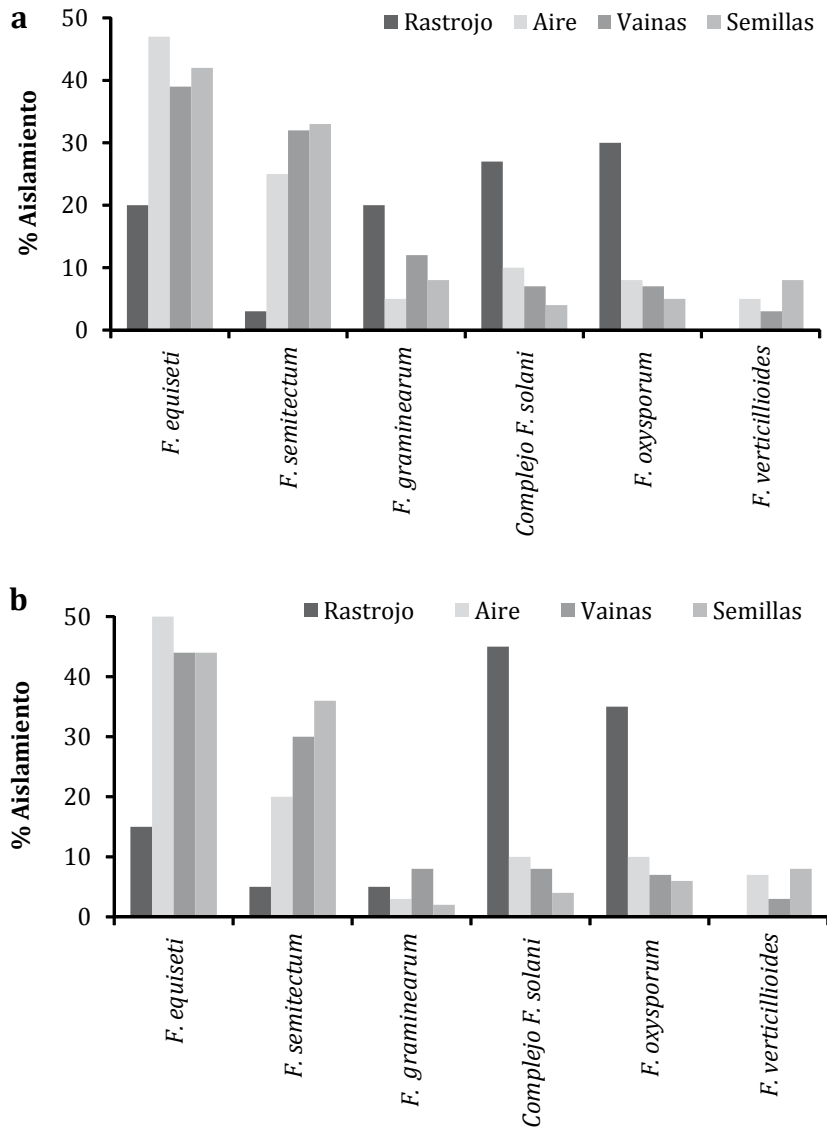 a
Rastrojo Aire Vainas Semillas
% Aislamiento
50
40
30
20
10
0
F. equiseti
F. semitectum
F. graminearum
Complejo F. solani
F. oxysporum
F. verticillioides
b
Rastrojo Aire Vainas Semillas
% Aislamiento
50
40
30
20
10
0
F. equiseti
F. semitectum
F. graminearum
Complejo F. solani
F. oxysporum
F. verticillioides